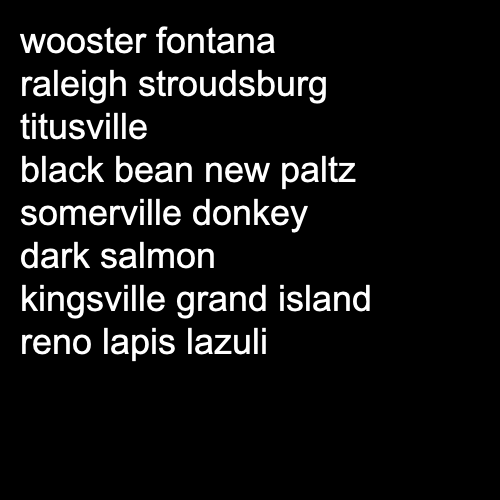 wooster fontana
raleigh stroudsburg
titusville
black bean new paltz
somerville donkey
dark salmon
kingsville grand island
reno lapis lazuli